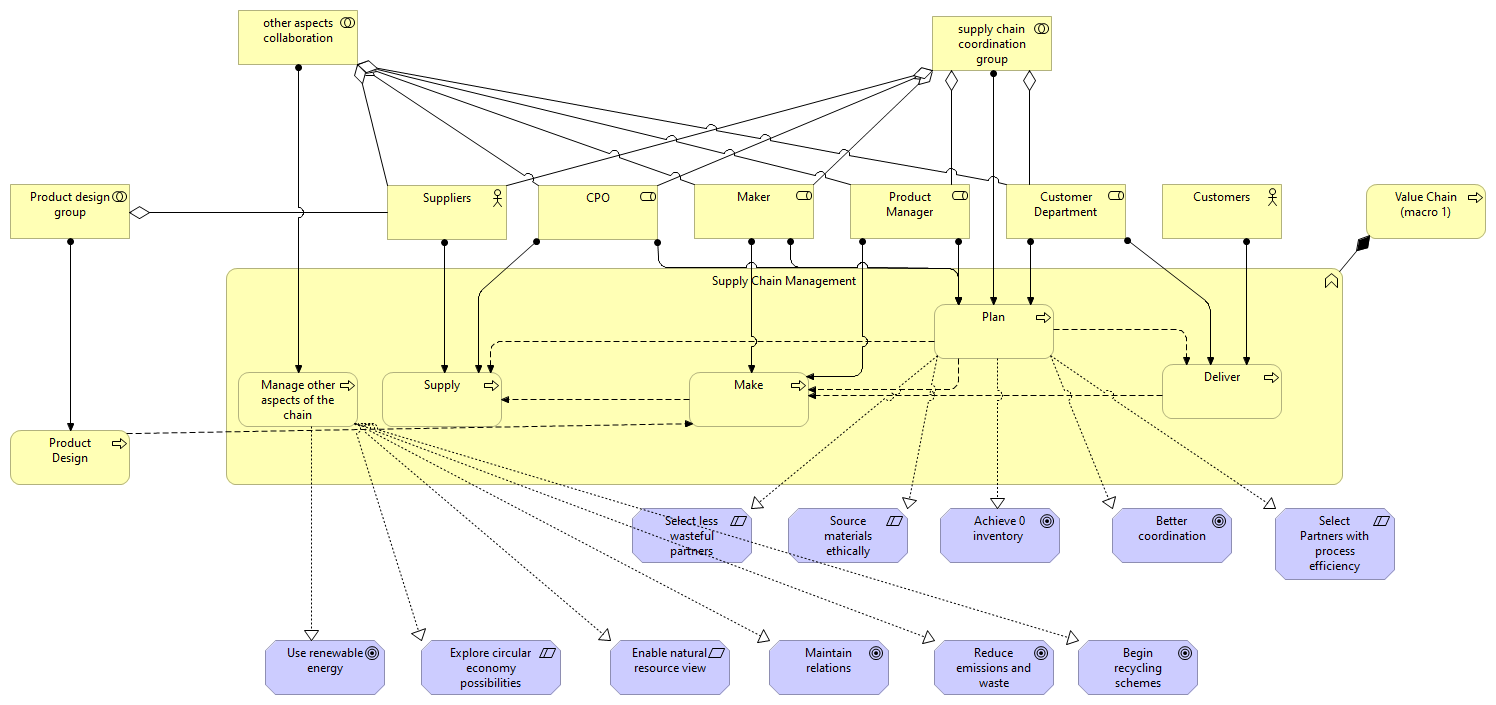 other aspects
collaboration
supply chain
coordination
group
Product design
group
Suppliers
CPO
Maker
Product
Manager
Customer
Department
Customers
Value Chain
(macro 1)
Supply Chain Management
Plan
Manage other
aspects of the
chain
Supply
Make
Deliver
Product
Design
Select less
wasteful
partners
Source
materials
ethically
Achieve 0
inventory
Better
coordination
Select
Partners with
process
efficiency
Use renewable
energy
Explore circular
economy
possibilities
Enable natural
resource view
Maintain
relations
Reduce
emissions and
waste
Begin
recycling
schemes